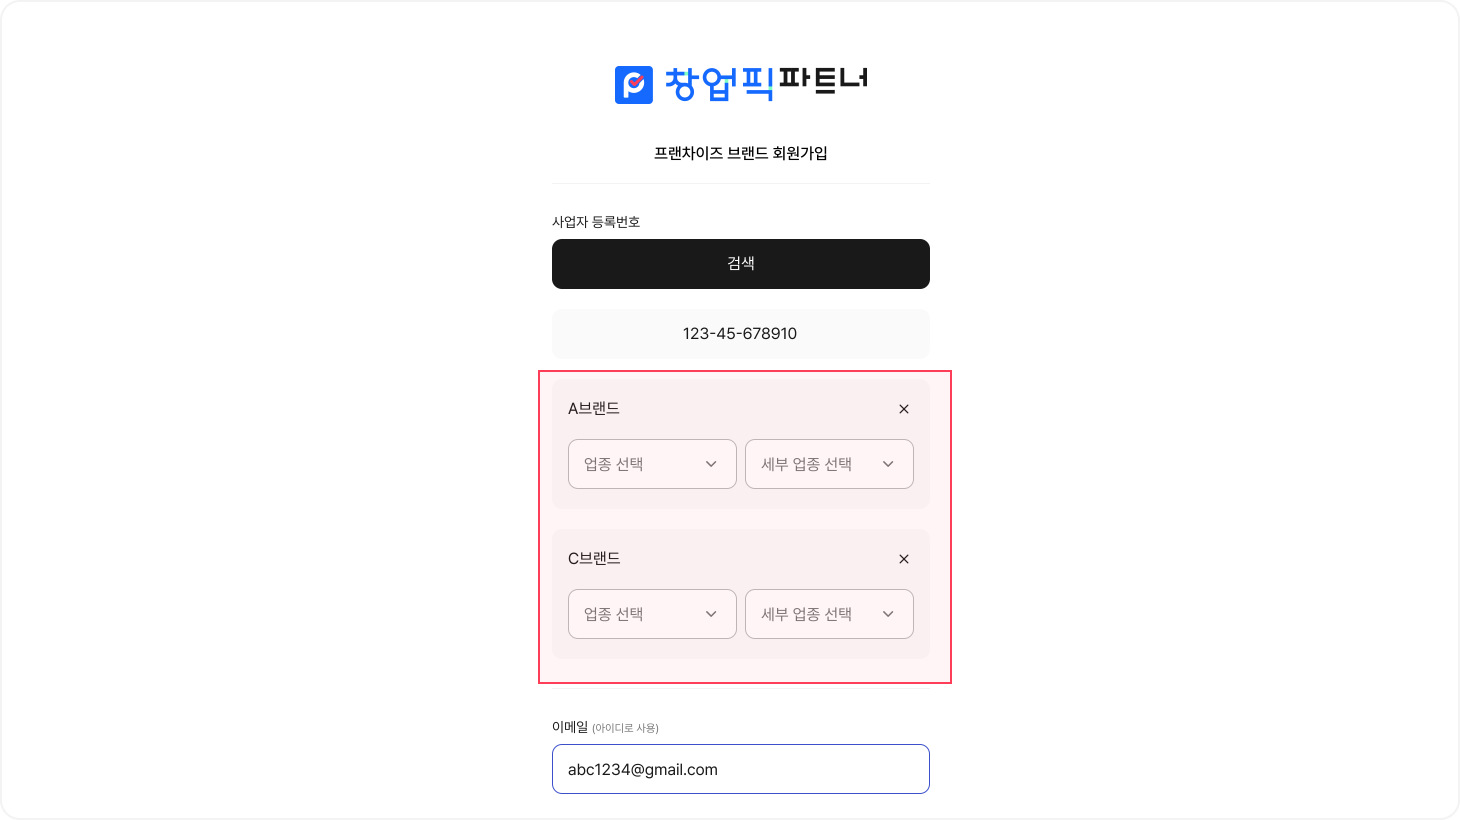 창업픽파트너
프랜차이즈 브랜드 회원가입
사업자 등록번호
검색
123-45-678910
A브랜드
업종 선택 세부 업종 선택
C브랜드
업종 선택 세부 업종 선택
이메일 (아이디로 사용)
abc1234@gmail.com